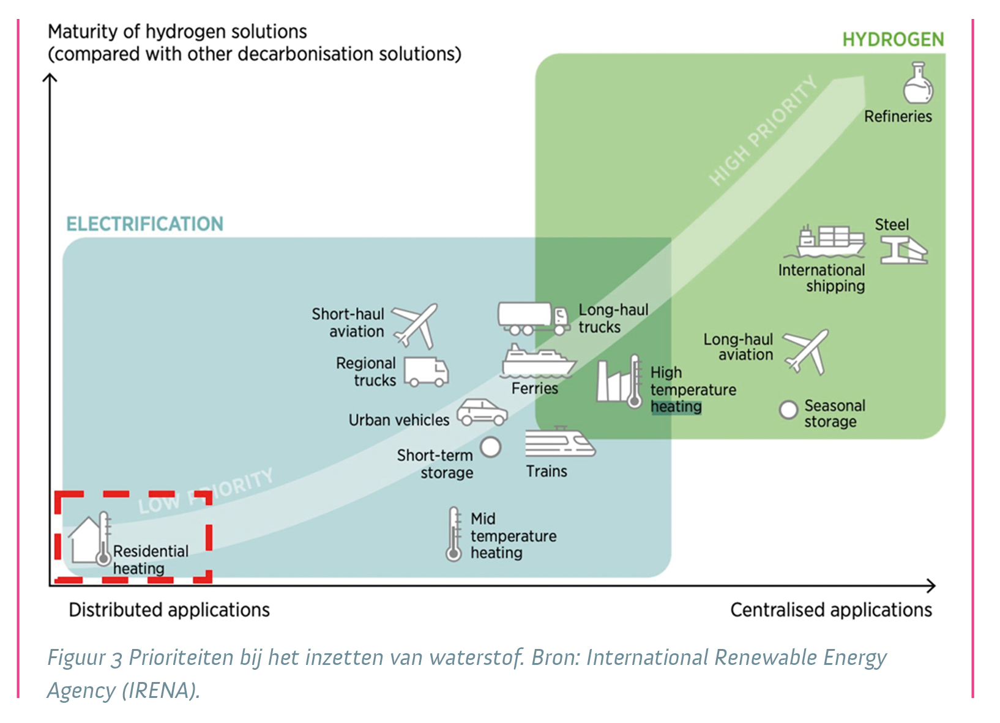 Maturity of hydrogen solutions
(compared with other decarbonisation solutions)
HYDROGEN
HIGH PRIORITY
Refineries
ELECTRIFICATION
Steel
International
shipping
Short-haul
aviation
Long-haul
trucks
Long-haul
aviation
Regional
trucks
Ferries
High
temperature
heating
Seasonal
storage
Urban vehicles
Short-term
storage
Trains
LOW PRIORITY
Mid
temperature
heating
Residential
heating
Distributed applications
Centralised applications
Figuur 3 Prioriteiten bij het inzetten van waterstof. Bron: International Renewable Energy
Agency (IRENA).